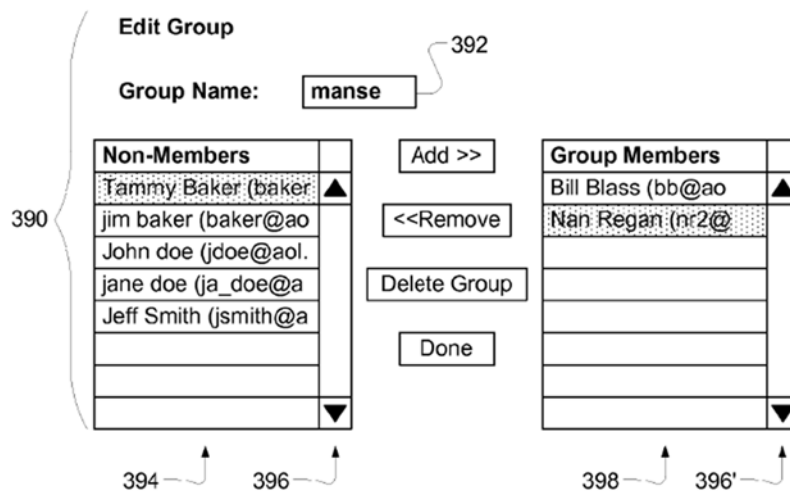 Edit Group
392
Group Name: manse
Non-Members
Add >>
Group Members
Tammy Baker (baker
Bill Blass (bb@ao
390
jim baker (baker@ao
<<Remove
Nan Regan (nr2@
John doe (jdoe@aol.
jane doe (ja_doe@a
Delete Group
Jeff Smith (jsmith@a
Done
394
396
398
396'